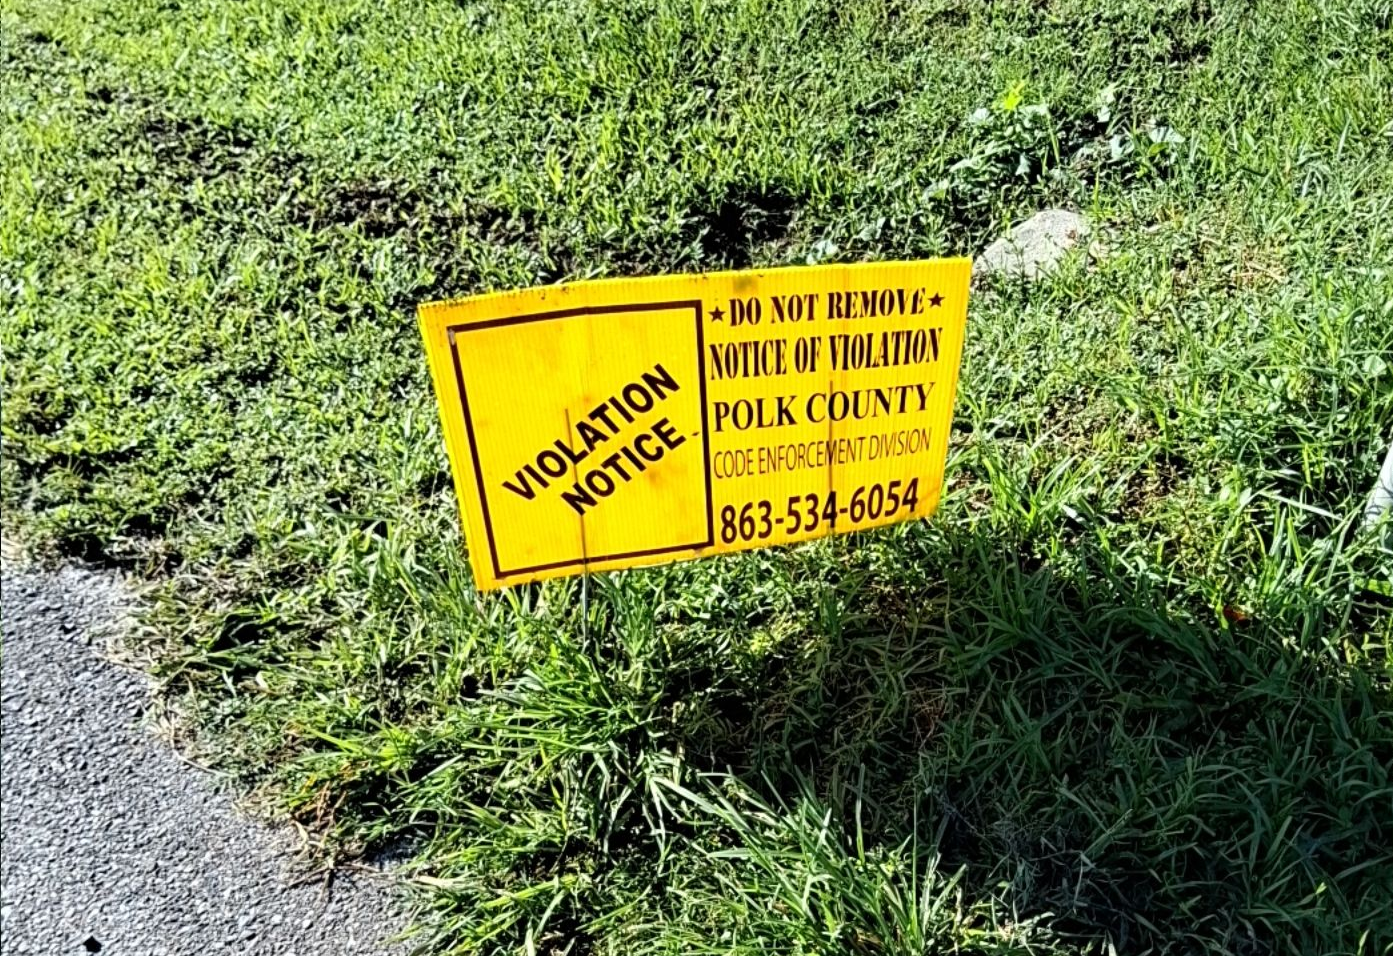 VIOLATION
NOTICE
★DO NOT REMOVE★
NOTICE OF VIOLATION
POLK COUNTY
CODE ENFORCEMENT DIVISION
863-534-6054